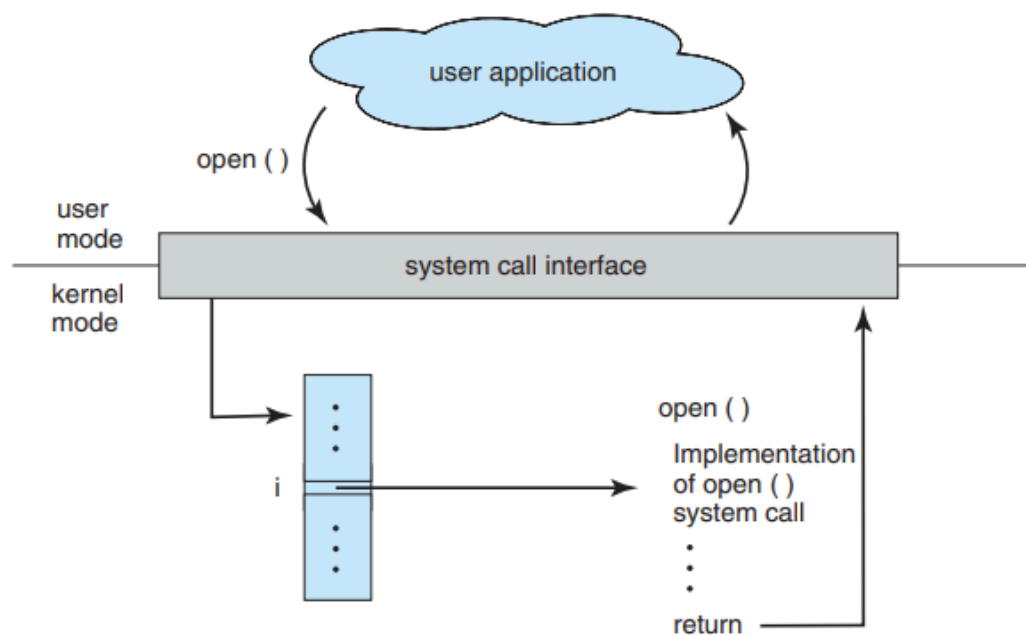 user application
open ( )
user
mode
system call interface
kernel
mode
open ( )
Implementation
of open ( )
system call
i
return